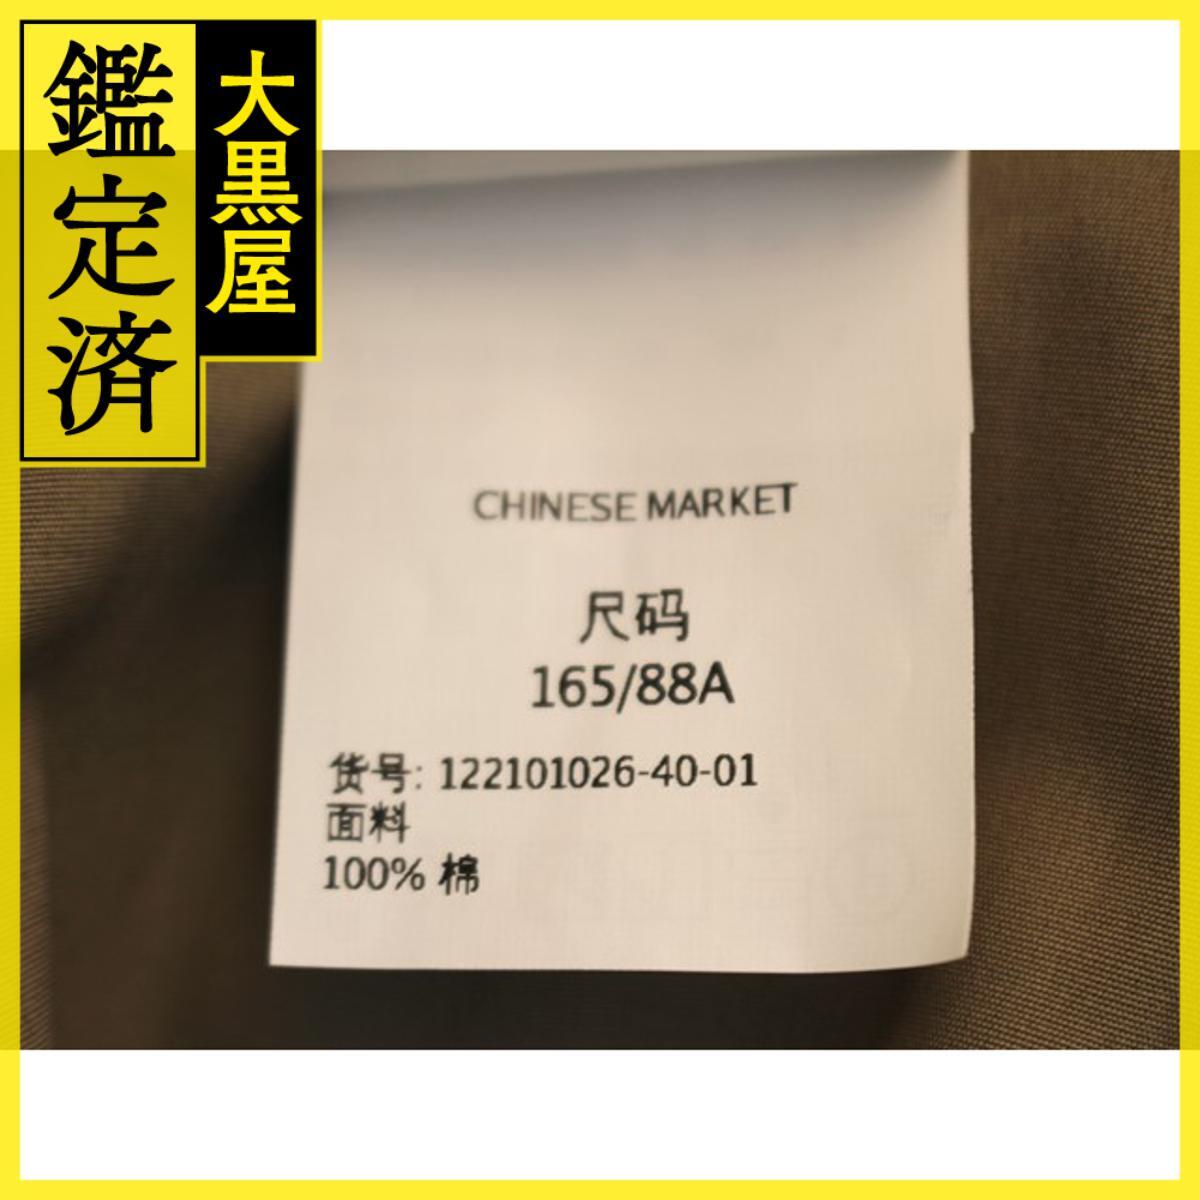 鑑定済
大黒屋
CHINESE MARKET
尺码
165/88A
货号: 122101026-40-01
面料
100% 棉